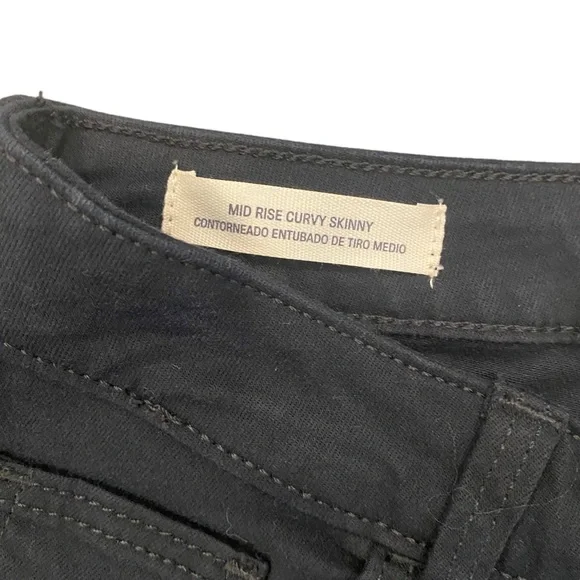 MID RISE CURVY SKINNY
CONTORNEADO ENTUBADO DE TIRO MEDIO